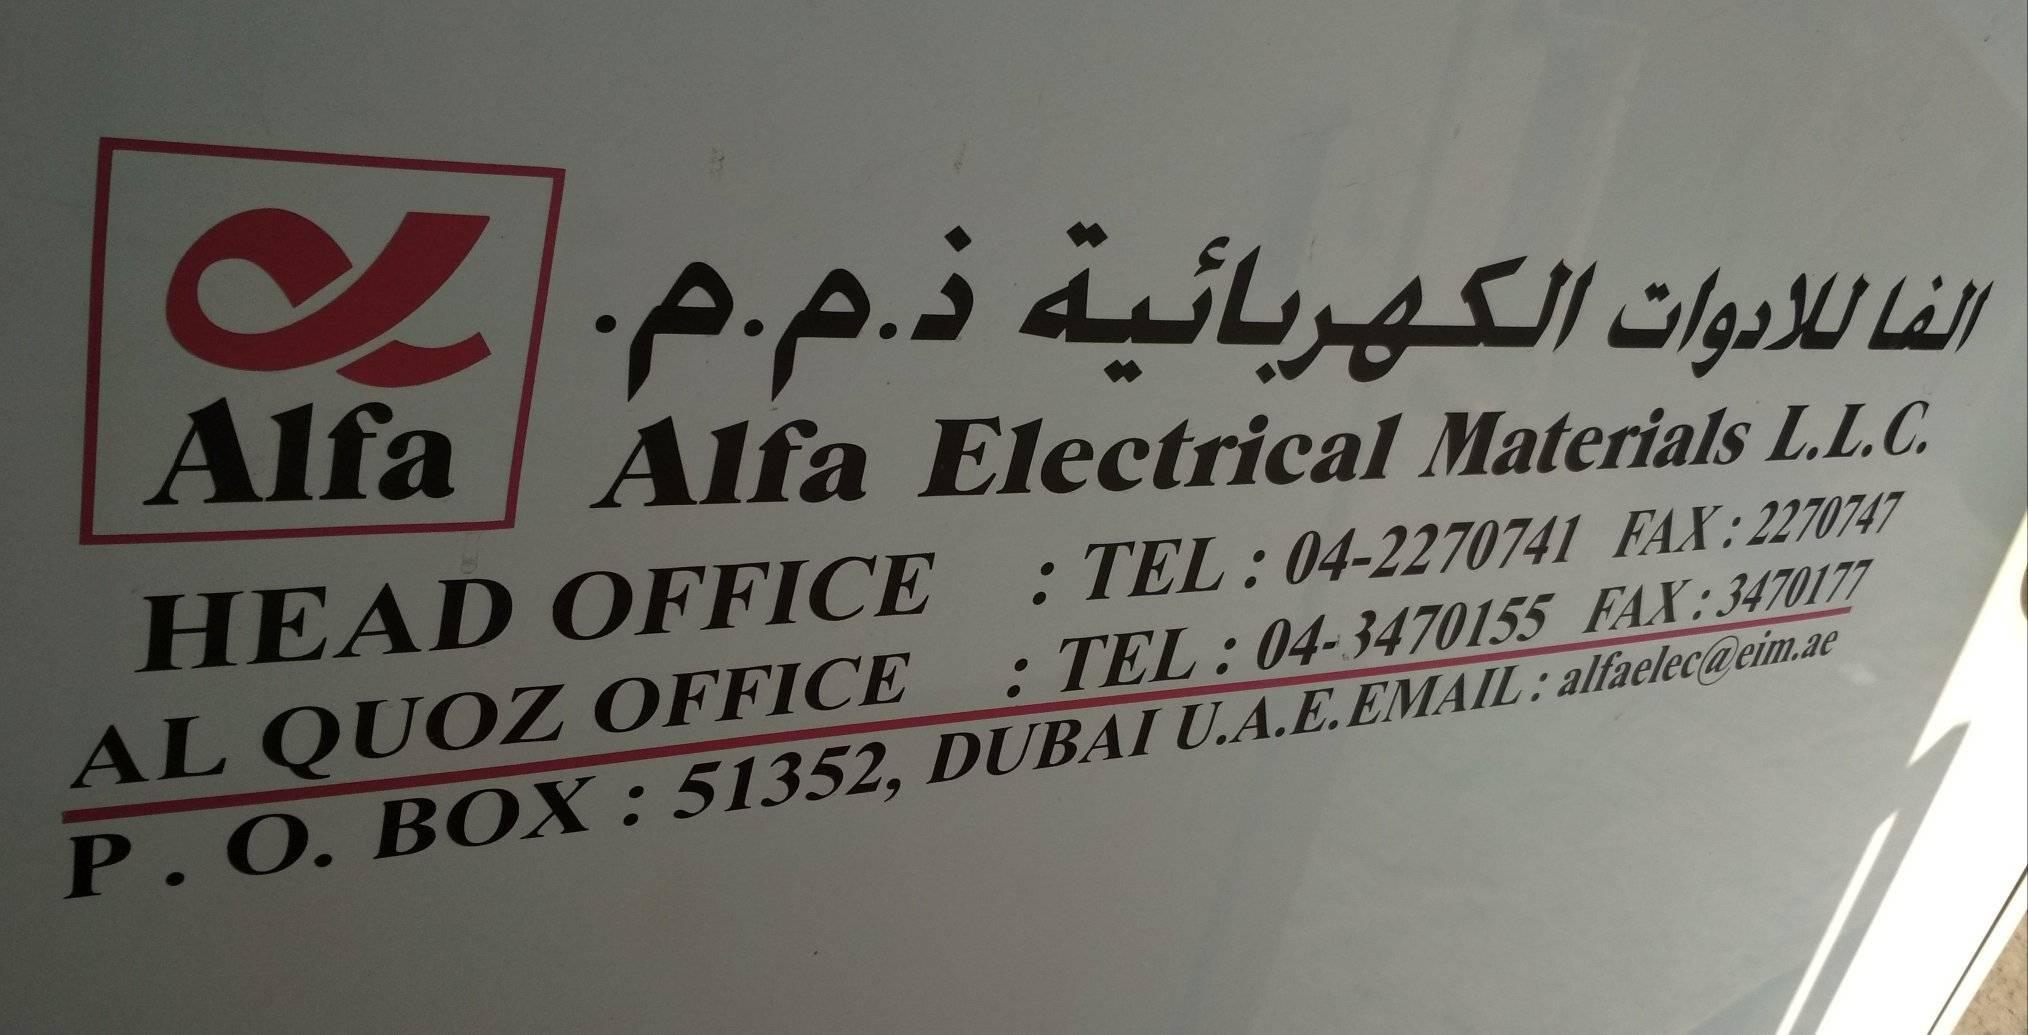 Alfa
الفا للادوات الكهربائية ذ.م.م.
Alfa Electrical Materials L.L.C.
HEAD OFFICE : TEL : 04-2270741 FAX : 2270747
AL QUOZ OFFICE : TEL : 04-3470155 FAX : 3470177
P . O. BOX : 51352, DUBAI U.A.E. EMAIL : alfaelec@eim.ae